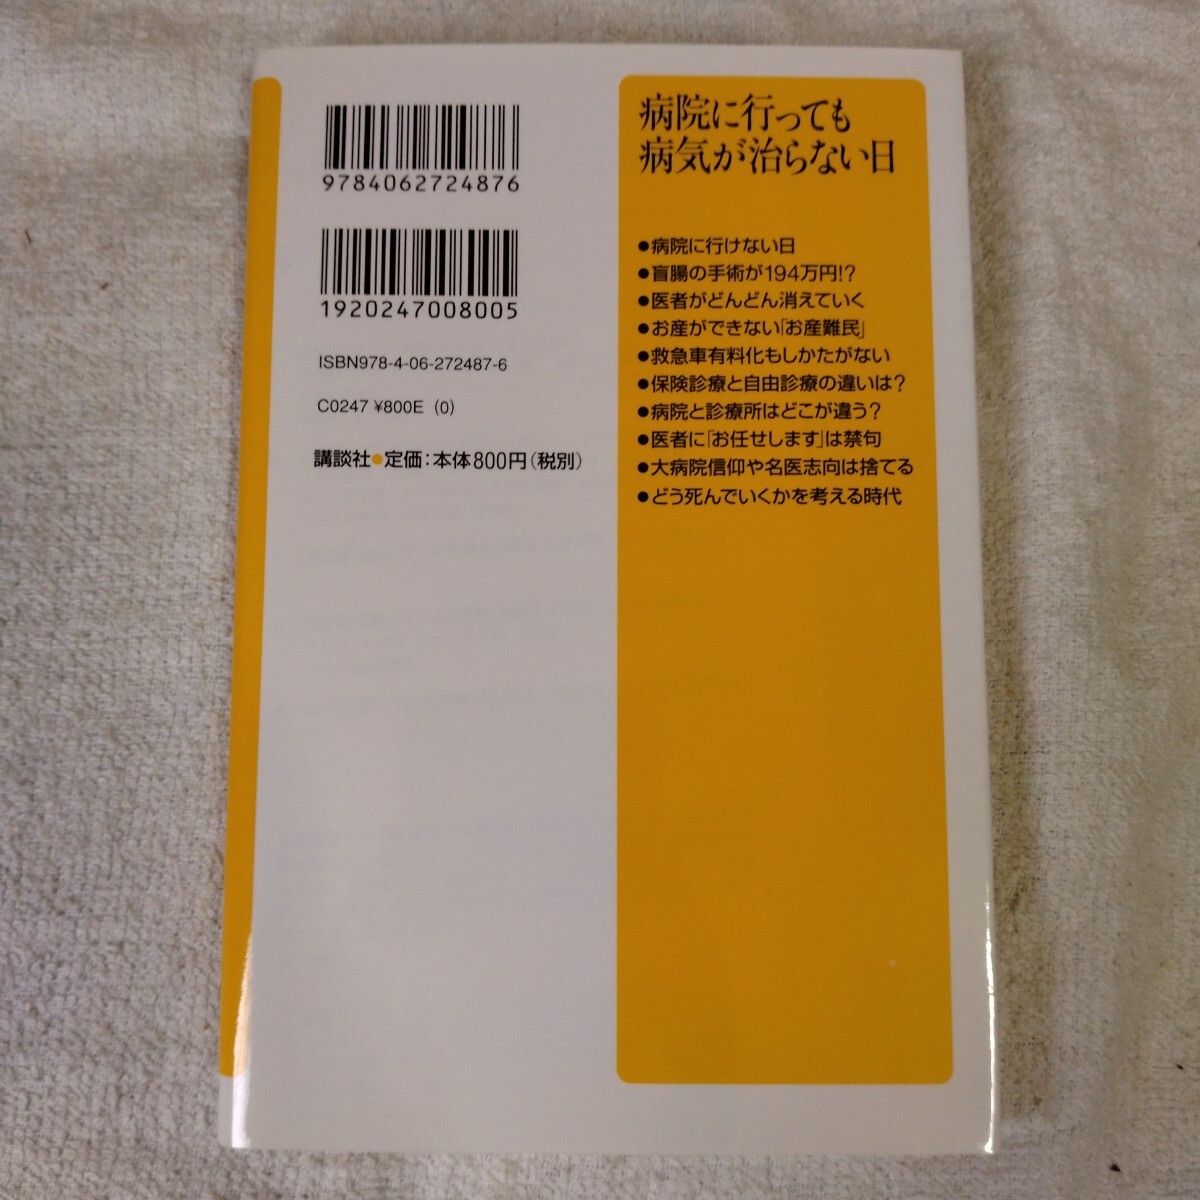 9784062724876
1920247008005
ISBN978-4-06-272487-6
C0247 ¥800E (0)
講談社●定価:本体800円(税別)
病院に行っても
病気が治らない日
●病院に行けない日
●盲腸の手術が194万円!?
●医者がどんどん消えていく
●お産ができない「お産難民」
●救急車有料化もしかたがない
●保険診療と自由診療の違いは?
●病院と診療所はどこが違う?
●医者に「お任せします」は禁句
●大病院信仰や名医志向は捨てる
●どう死んでいくかを考える時代